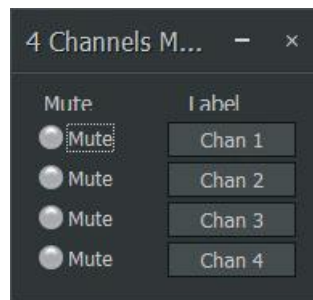 4 Channels M... – ×
Mute Label
Mute Chan 1
Mute Chan 2
Mute Chan 3
Mute Chan 4